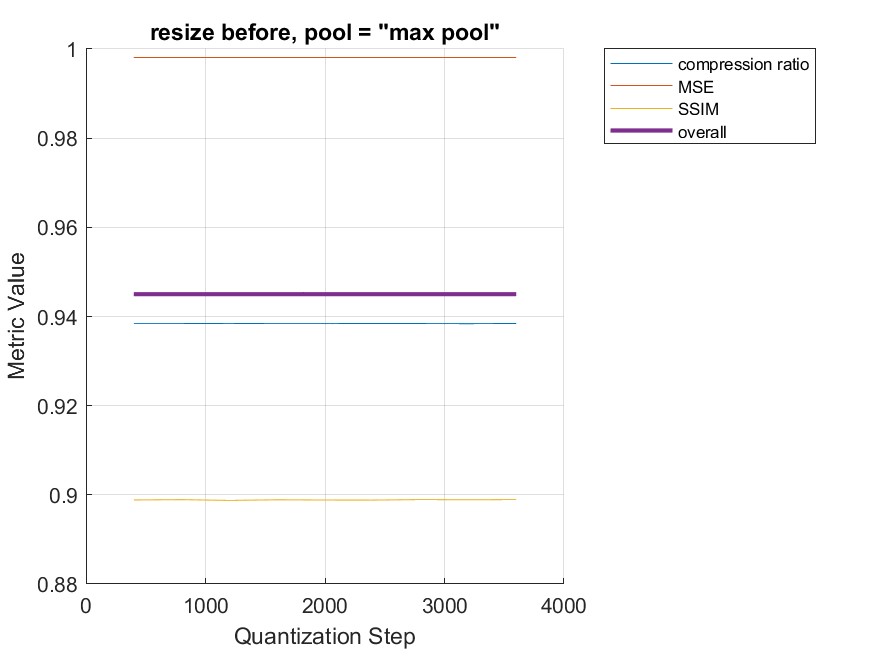 resize before, pool = "max pool"
1
0.98
0.96
0.94
0.92
0.9
0.88
Metric Value
0
1000
2000
3000
4000
Quantization Step
compression ratio
MSE
SSIM
overall